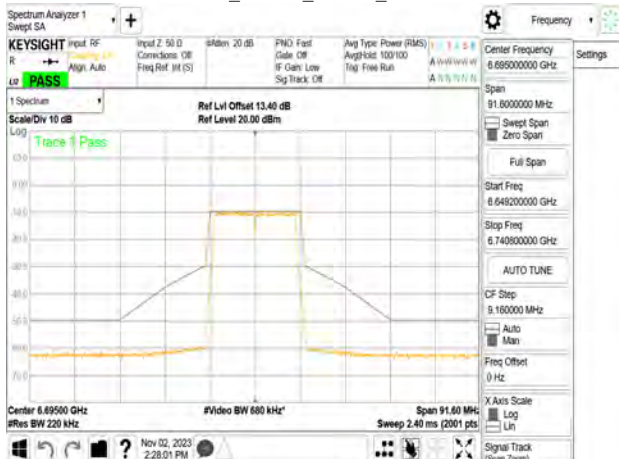 Spectrum Analyzer 1
Swept SA
+
Frequency
KEYSIGHT
Input: RF
Align: Auto
Input Z: 50 Ω
Corrections: Off
Freq Ref: Int (S)
#Atten: 20 dB
PNO: Fast
Gate: Off
IF Gain: Low
Sig Track: Off
Avg Type: Power (RMS)
Avg|Hold: 100/100
Trig: Free Run
PASS
1 Spectrum
Scale/Div 10 dB
Ref Lvl Offset 13.40 dB
Ref Level 20.00 dBm
Log
Trace 1 Pass
Center 6.69500 GHz
#Res BW 220 kHz
#Video BW 680 kHz*
Span 91.60 MHz
Sweep 2.40 ms (2001 pts
Center Frequency
6.695000000 GHz
Settings
Span
91.6000000 MHz
Swept Span
Zero Span
Full Span
Start Freq
6.649200000 GHz
Stop Freq
6.740800000 GHz
AUTO TUNE
CF Step
9.160000 MHz
Auto
Man
Freq Offset
0 Hz
X Axis Scale
Log
Lin
Signal Track
(Span Zoom)
?
Nov 02, 2023
2:28:01 PM